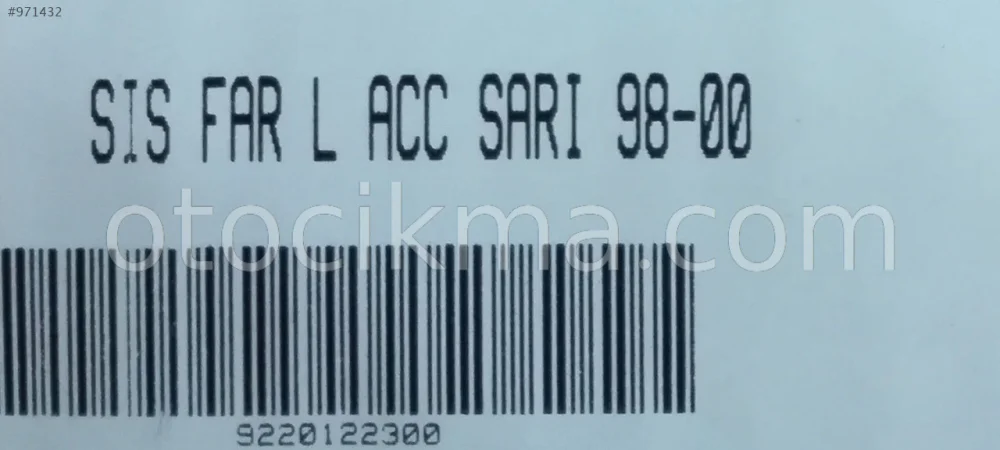 #971432
SIS FAR L ACC SARI 98-00
otocikma.com
9220122300